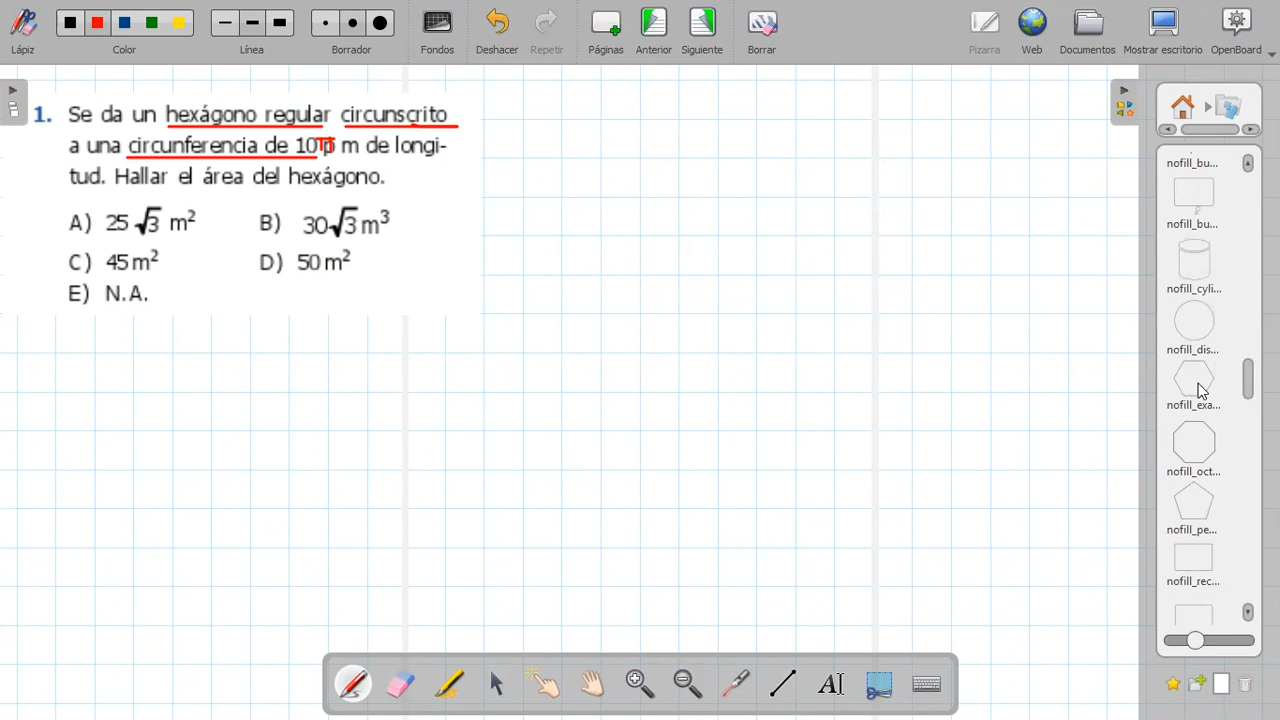 Lápiz
Color
Línea
Borrador
Fondos
Deshacer
Repetir
Páginas
Anterior
Siguiente
Borrar
Pizarra
Web
Documentos
Mostrar escritorio
OpenBoard
1. Se da un hexágono regular circunscrito
a una circunferencia de 10π m de longi-
tud. Hallar el área del hexágono.
A) 25√3 m² B) 30√3 m³
C) 45 m² D) 50 m²
E) N.A.
nofill_bu...
nofill_bu...
nofill_cyli...
nofill_dis...
nofill_exa...
nofill_oct...
nofill_pe...
nofill_rec...
AI